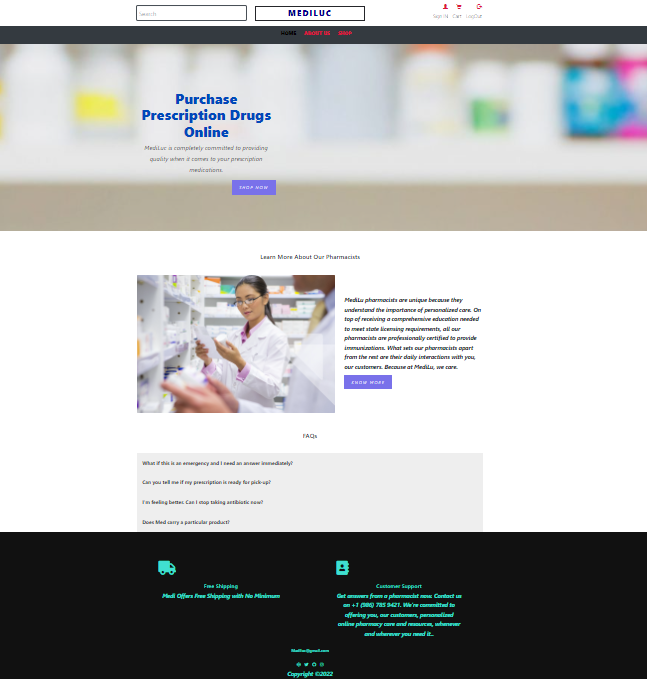 Search
MEDILUC
Sign IN Cart LogOut
HOME ABOUT US SHOP
Purchase
Prescription Drugs
Online
MediLuc is completely committed to providing
quality when it comes to your prescription
medications.
SHOP NOW
Learn More About Our Pharmacists
MediLu pharmacists are unique because they
understand the importance of personalized care. On
top of receiving a comprehensive education needed
to meet state licensing requirements, all our
pharmacists are professionally certified to provide
immunizations. What sets our pharmacists apart
from the rest are their daily interactions with you,
our customers. Because at MediLu, we care.
KNOW MORE
FAQs
What if this is an emergency and I need an answer immediately?
Can you tell me if my prescription is ready for pick-up?
I'm feeling better. Can I stop taking antibiotic now?
Does Med carry a particular product?
Free Shipping
Medi Offers Free Shipping with No Minimum
Customer Support
Get answers from a pharmacist now. Contact us
on +1 (986) 785 9421. We're committed to
offering you, our customers, personalized
online pharmacy care and resources, whenever
and wherever you need it..
Mediluc@gmail.com
Copyright ©2022